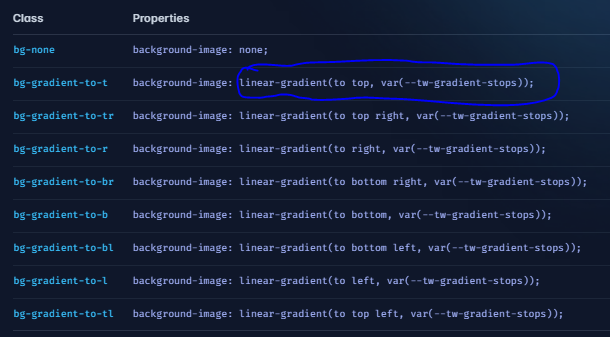 Class Properties
bg-none background-image: none;
bg-gradient-to-t background-image: linear-gradient(to top, var(--tw-gradient-stops));
bg-gradient-to-tr background-image: linear-gradient(to top right, var(--tw-gradient-stops));
bg-gradient-to-r background-image: linear-gradient(to right, var(--tw-gradient-stops));
bg-gradient-to-br background-image: linear-gradient(to bottom right, var(--tw-gradient-stops));
bg-gradient-to-b background-image: linear-gradient(to bottom, var(--tw-gradient-stops));
bg-gradient-to-bl background-image: linear-gradient(to bottom left, var(--tw-gradient-stops));
bg-gradient-to-l background-image: linear-gradient(to left, var(--tw-gradient-stops));
bg-gradient-to-tl background-image: linear-gradient(to top left, var(--tw-gradient-stops));